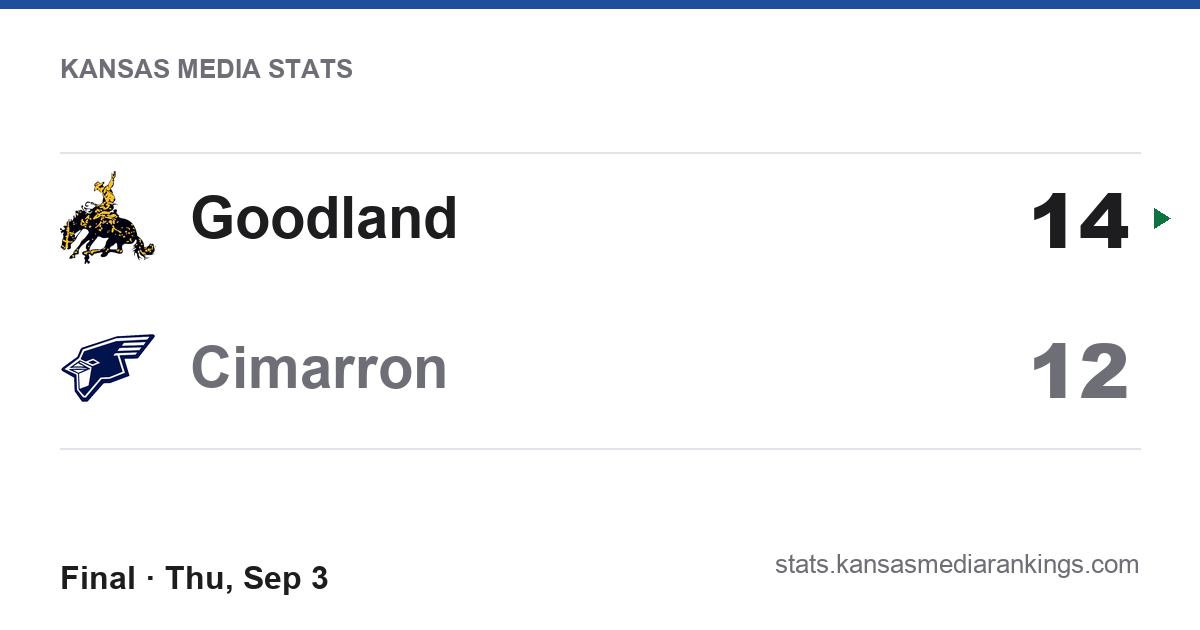 KANSAS MEDIA STATS
Goodland 14
Cimarron 12
Final · Thu, Sep 3
stats.kansasmediarankings.com